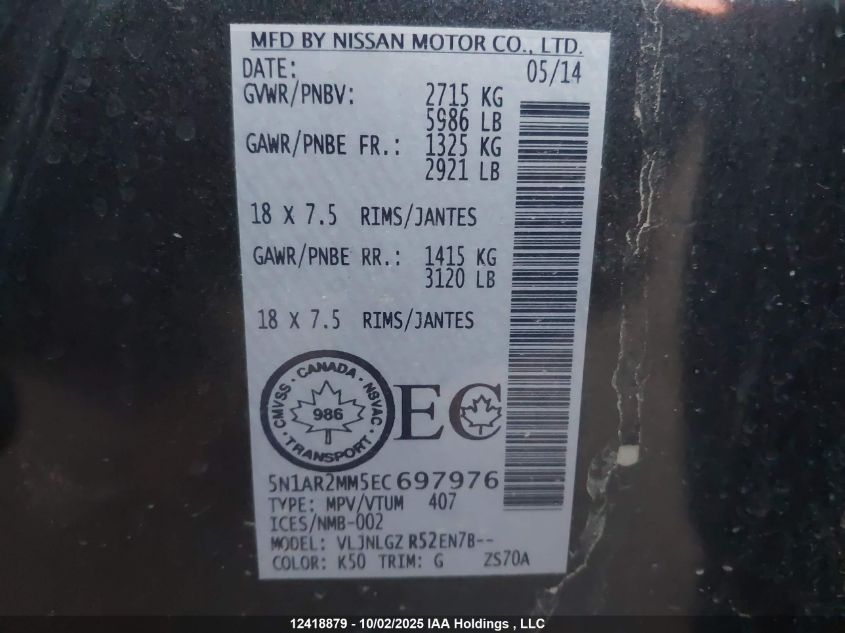 MFD BY NISSAN MOTOR CO., LTD.
DATE: 05/14
GVWR/PNBV: 2715 KG
5986 LB
GAWR/PNBE FR.: 1325 KG
2921 LB
18 X 7.5 RIMS/JANTES
GAWR/PNBE RR.: 1415 KG
3120 LB
18 X 7.5 RIMS/JANTES
CMVSS · CANADA · NSVAC
986
· TRANSPORT ·
EC
5N1AR2MM5EC697976
TYPE: MPV/VTUM 407
ICES/NMB-002
MODEL: VLJNLGZ R52EN7B--
COLOR: K50 TRIM: G ZS70A
12418879 - 10/02/2025 IAA Holdings , LLC